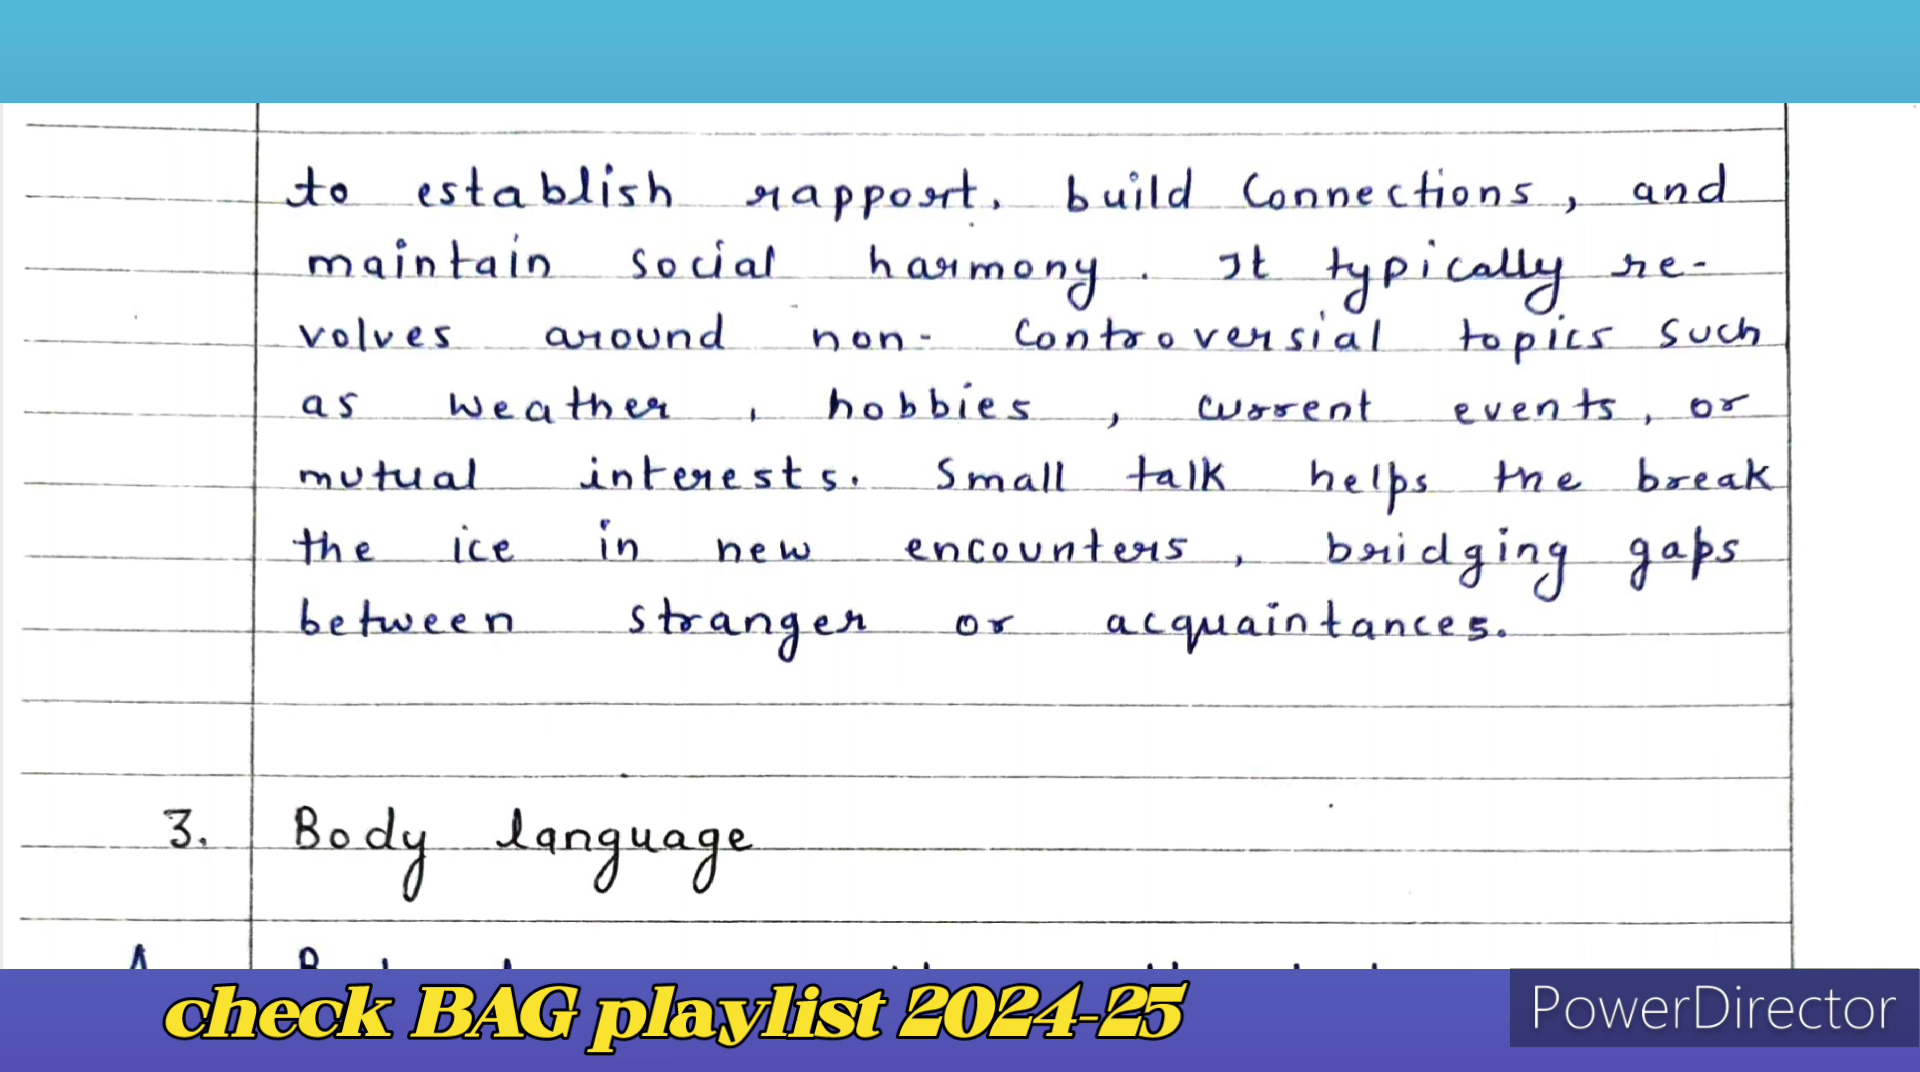 to establish rapport, build Connections, and
maintain social harmony. It typically re-
volves around non- Controversial topics such
as weather, hobbies, current events, or
mutual interests. Small talk helps the break
the ice in new encounters, bridging gaps
between stranger or acquaintances.
3. Body language
check BAG playlist 2024-25
PowerDirector